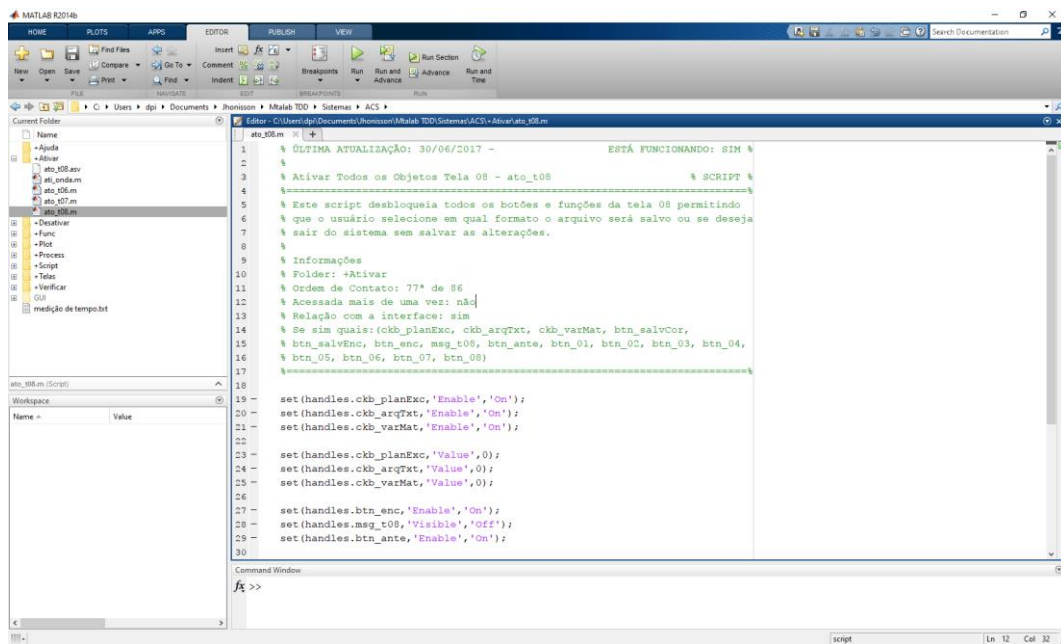 MATLAB R2014b
HOME PLOTS APPS EDITOR PUBLISH VIEW
Search Documentation
New Open Save Find Files Compare Print Go To Find Insert Comment Indent fx Breakpoints Run Run and Advance Run Section Advance Run and Time
FILE NAVIGATE EDIT BREAKPOINTS RUN
C: Users dpi Documents Jhonisson Mtalab TDD Sistemas ACS
Current Folder
Name
+Ajuda
+Ativar
ato_t08.asv
ati_onda.m
ato_t06.m
ato_t07.m
ato_t08.m
+Desativar
+Func
+Plot
+Process
+Script
+Telas
+Verificar
GUI
medição de tempo.txt
ato_t08.m (Script)
Workspace
Name Value
Editor - C:\Users\dpi\Documents\Jhonisson\Mtalab TDD\Sistemas\ACS\+Ativar\ato_t08.m
ato_t08.m
1 % ÚLTIMA ATUALIZAÇÃO: 30/06/2017 - ESTÁ FUNCIONANDO: SIM %
2 %
3 % Ativar Todos os Objetos Tela 08 - ato_t08 % SCRIPT %
4 %==========================================================%
5 % Este script desbloqueia todos os botões e funções da tela 08 permitindo
6 % que o usuário selecione em qual formato o arquivo será salvo ou se deseja
7 % sair do sistema sem salvar as alterações.
8 %
9 % Informações
10 % Folder: +Ativar
11 % Ordem de Contato: 77ª de 86
12 % Acessada mais de uma vez: não
13 % Relação com a interface: sim
14 % Se sim quais:(ckb_planExc, ckb_arqTxt, ckb_varMat, btn_salvCor,
15 % btn_salvEnc, btn_enc, msg_t08, btn_ante, btn_01, btn_02, btn_03, btn_04,
16 % btn_05, btn_06, btn_07, btn_08)
17 %==========================================================%
18
19 - set(handles.ckb_planExc,'Enable','On');
20 - set(handles.ckb_arqTxt,'Enable','On');
21 - set(handles.ckb_varMat,'Enable','On');
22
23 - set(handles.ckb_planExc,'Value',0);
24 - set(handles.ckb_arqTxt,'Value',0);
25 - set(handles.ckb_varMat,'Value',0);
26
27 - set(handles.btn_enc,'Enable','On');
28 - set(handles.msg_t08,'Visible','Off');
29 - set(handles.btn_ante,'Enable','On');
30
Command Window
fx >>
script Ln 12 Col 32